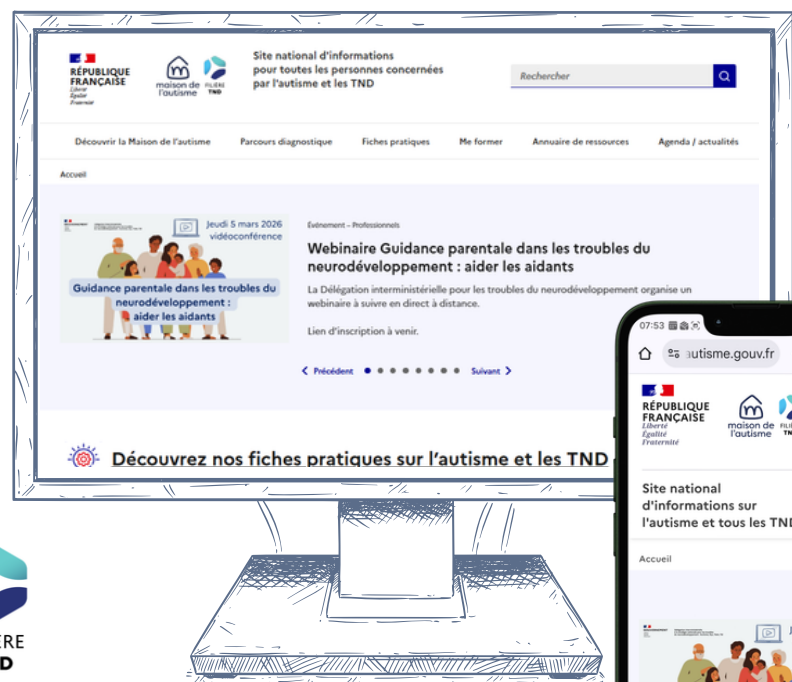 RÉPUBLIQUE
FRANÇAISE
Liberté
Égalité
Fraternité
maison de
l'autisme
FILIÈRE
TND
Site national d'informations
pour toutes les personnes concernées
par l'autisme et les TND
Rechercher
Découvrir la Maison de l'autisme
Parcours diagnostique
Fiches pratiques
Me former
Annuaire de ressources
Agenda / actualités
Accueil
Jeudi 5 mars 2026
vidéoconférence
Guidance parentale dans les troubles du
neurodéveloppement :
aider les aidants
Événement – Professionnels
Webinaire Guidance parentale dans les troubles du
neurodéveloppement : aider les aidants
La Délégation interministérielle pour les troubles du neurodéveloppement organise un
webinaire à suivre en direct à distance.
Lien d'inscription à venir.
Précédent
Suivant
Découvrez nos fiches pratiques sur l'autisme et les TND
07:53
autisme.gouv.fr
RÉPUBLIQUE
FRANÇAISE
Liberté
Égalité
Fraternité
maison de
l'autisme
Site national
d'informations sur
l'autisme et tous les TND
Accueil